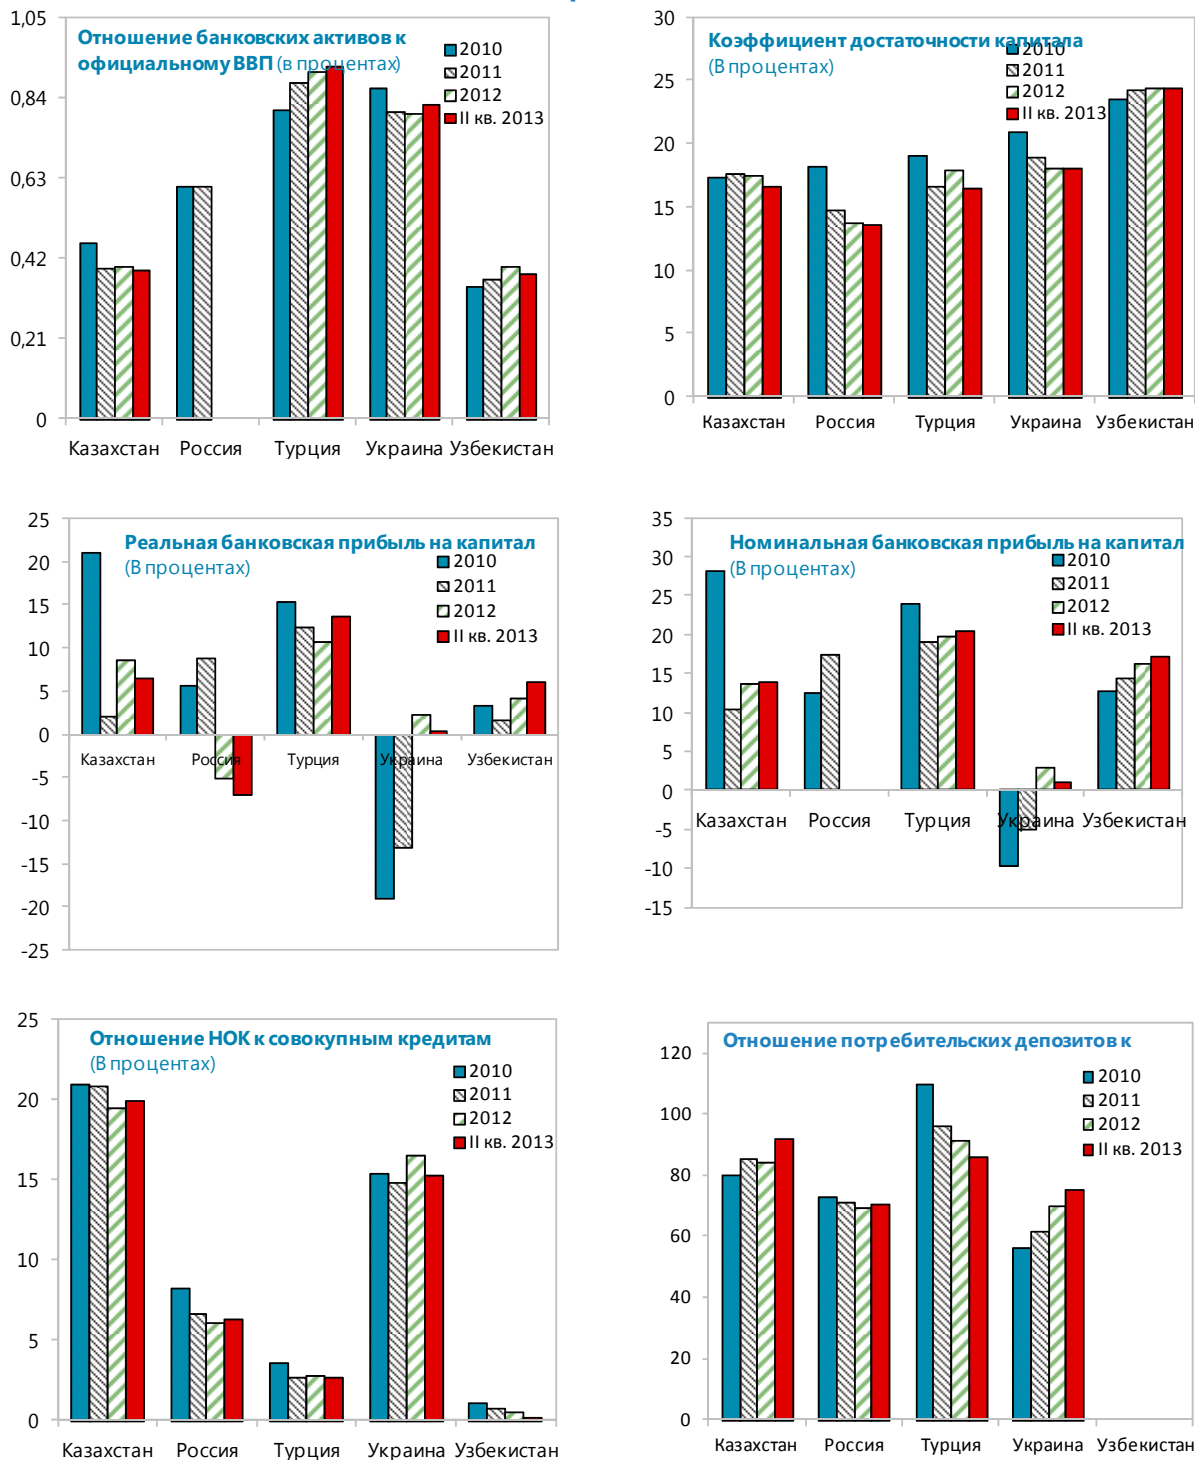 Отношение банковских активов к
официальному ВВП (в процентах)
2010
2011
2012
II кв. 2013
1,05
0,84
0,63
0,42
0,21
0
Казахстан Россия Турция Украина Узбекистан
Коэффициент достаточности капитала
(В процентах)
2010
2011
2012
II кв. 2013
30
25
20
15
10
5
0
Казахстан Россия Турция Украина Узбекистан
Реальная банковская прибыль на капитал
(В процентах)
2010
2011
2012
II кв. 2013
25
20
15
10
5
0
-5
-10
-15
-20
-25
Казахстан Россия Турция Украина Узбекистан
Номинальная банковская прибыль на капитал
(В процентах)
2010
2011
2012
II кв. 2013
35
30
25
20
15
10
5
0
-5
-10
-15
Казахстан Россия Турция Украина Узбекистан
Отношение НОК к совокупным кредитам
(В процентах)
2010
2011
2012
II кв. 2013
25
20
15
10
5
0
Казахстан Россия Турция Украина Узбекистан
Отношение потребительских депозитов к
2010
2011
2012
II кв. 2013
120
100
80
60
40
20
0
Казахстан Россия Турция Украина Узбекистан